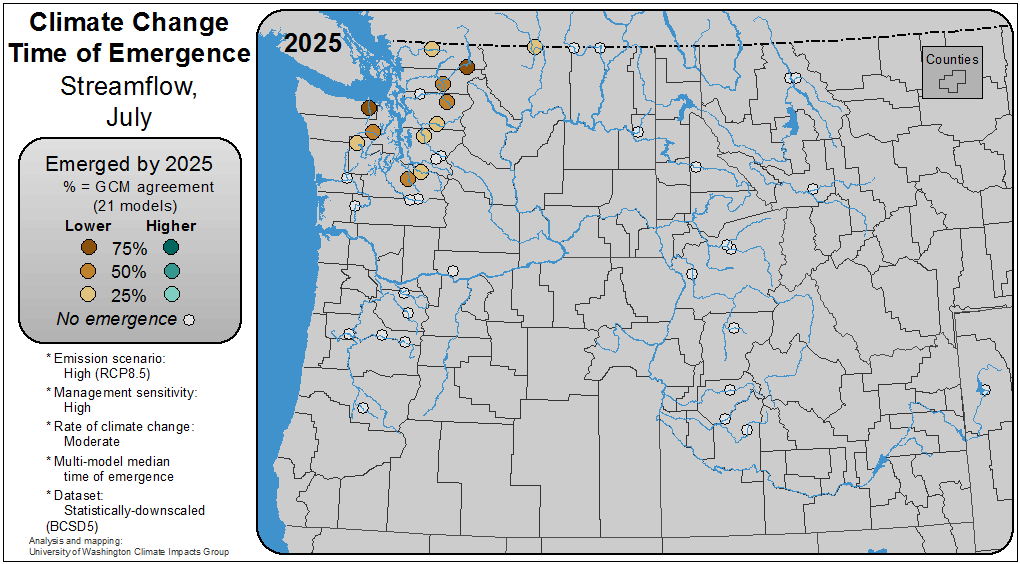 Climate Change
Time of Emergence
Streamflow,
July
Emerged by 2025
% = GCM agreement
(21 models)
Lower Higher
75%
50%
25%
No emergence
* Emission scenario:
High (RCP8.5)
* Management sensitivity:
High
* Rate of climate change:
Moderate
* Multi-model median
time of emergence
* Dataset:
Statistically-downscaled
(BCSD5)
Analysis and mapping:
University of Washington Climate Impacts Group
2025
Counties